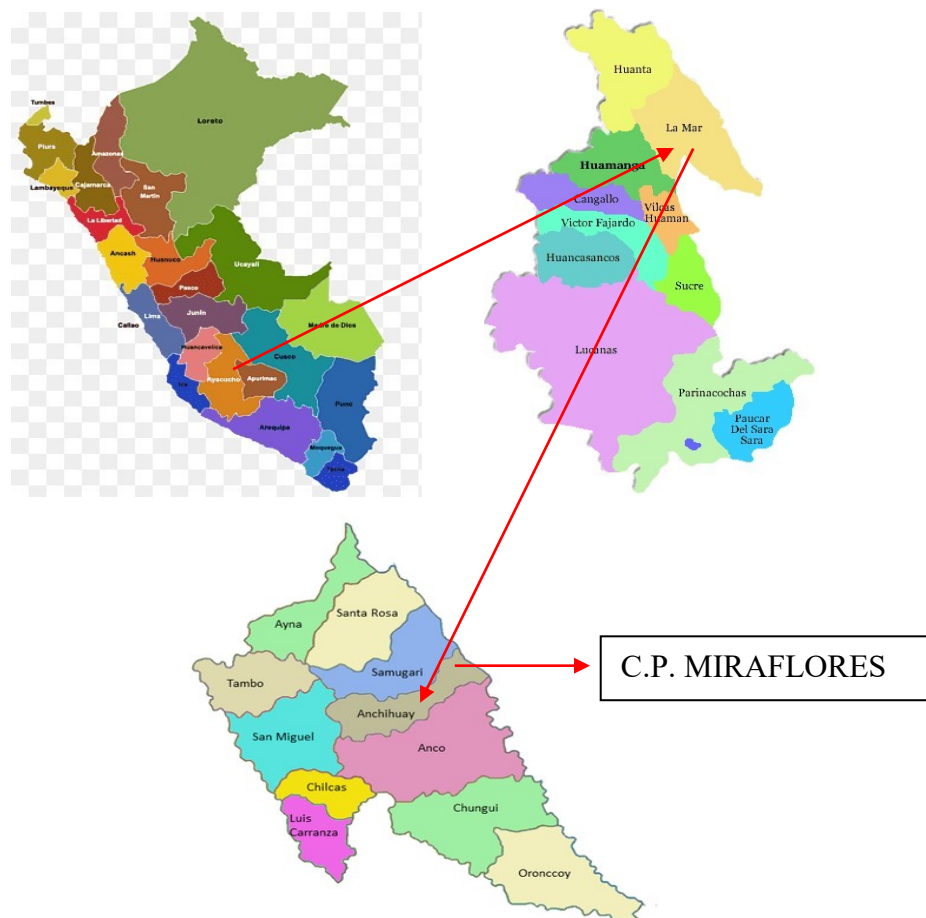 Tumbes
Loreto
Piura
Amazonas
Lambayeque
Cajamarca
San
Martin
La Libertad
Ancash
Huanuco
Ucayali
Pasco
Callao
Lima
Junin
Madre de Dios
Huancavelica
Cusco
Ica
Ayacucho
Apurimac
Puno
Arequipa
Moquegua
Tacna
Huanta
La Mar
Huamanga
Cangallo
Vilcas
Huaman
Victor Fajardo
Huancasancos
Sucre
Lucanas
Parinacochas
Paucar
Del Sara
Sara
Santa Rosa
Ayna
Samugari
Tambo
Anchihuay
San Miguel
Anco
Chilcas
Chungui
Luis
Carranza
Oronccoy
C.P. MIRAFLORES